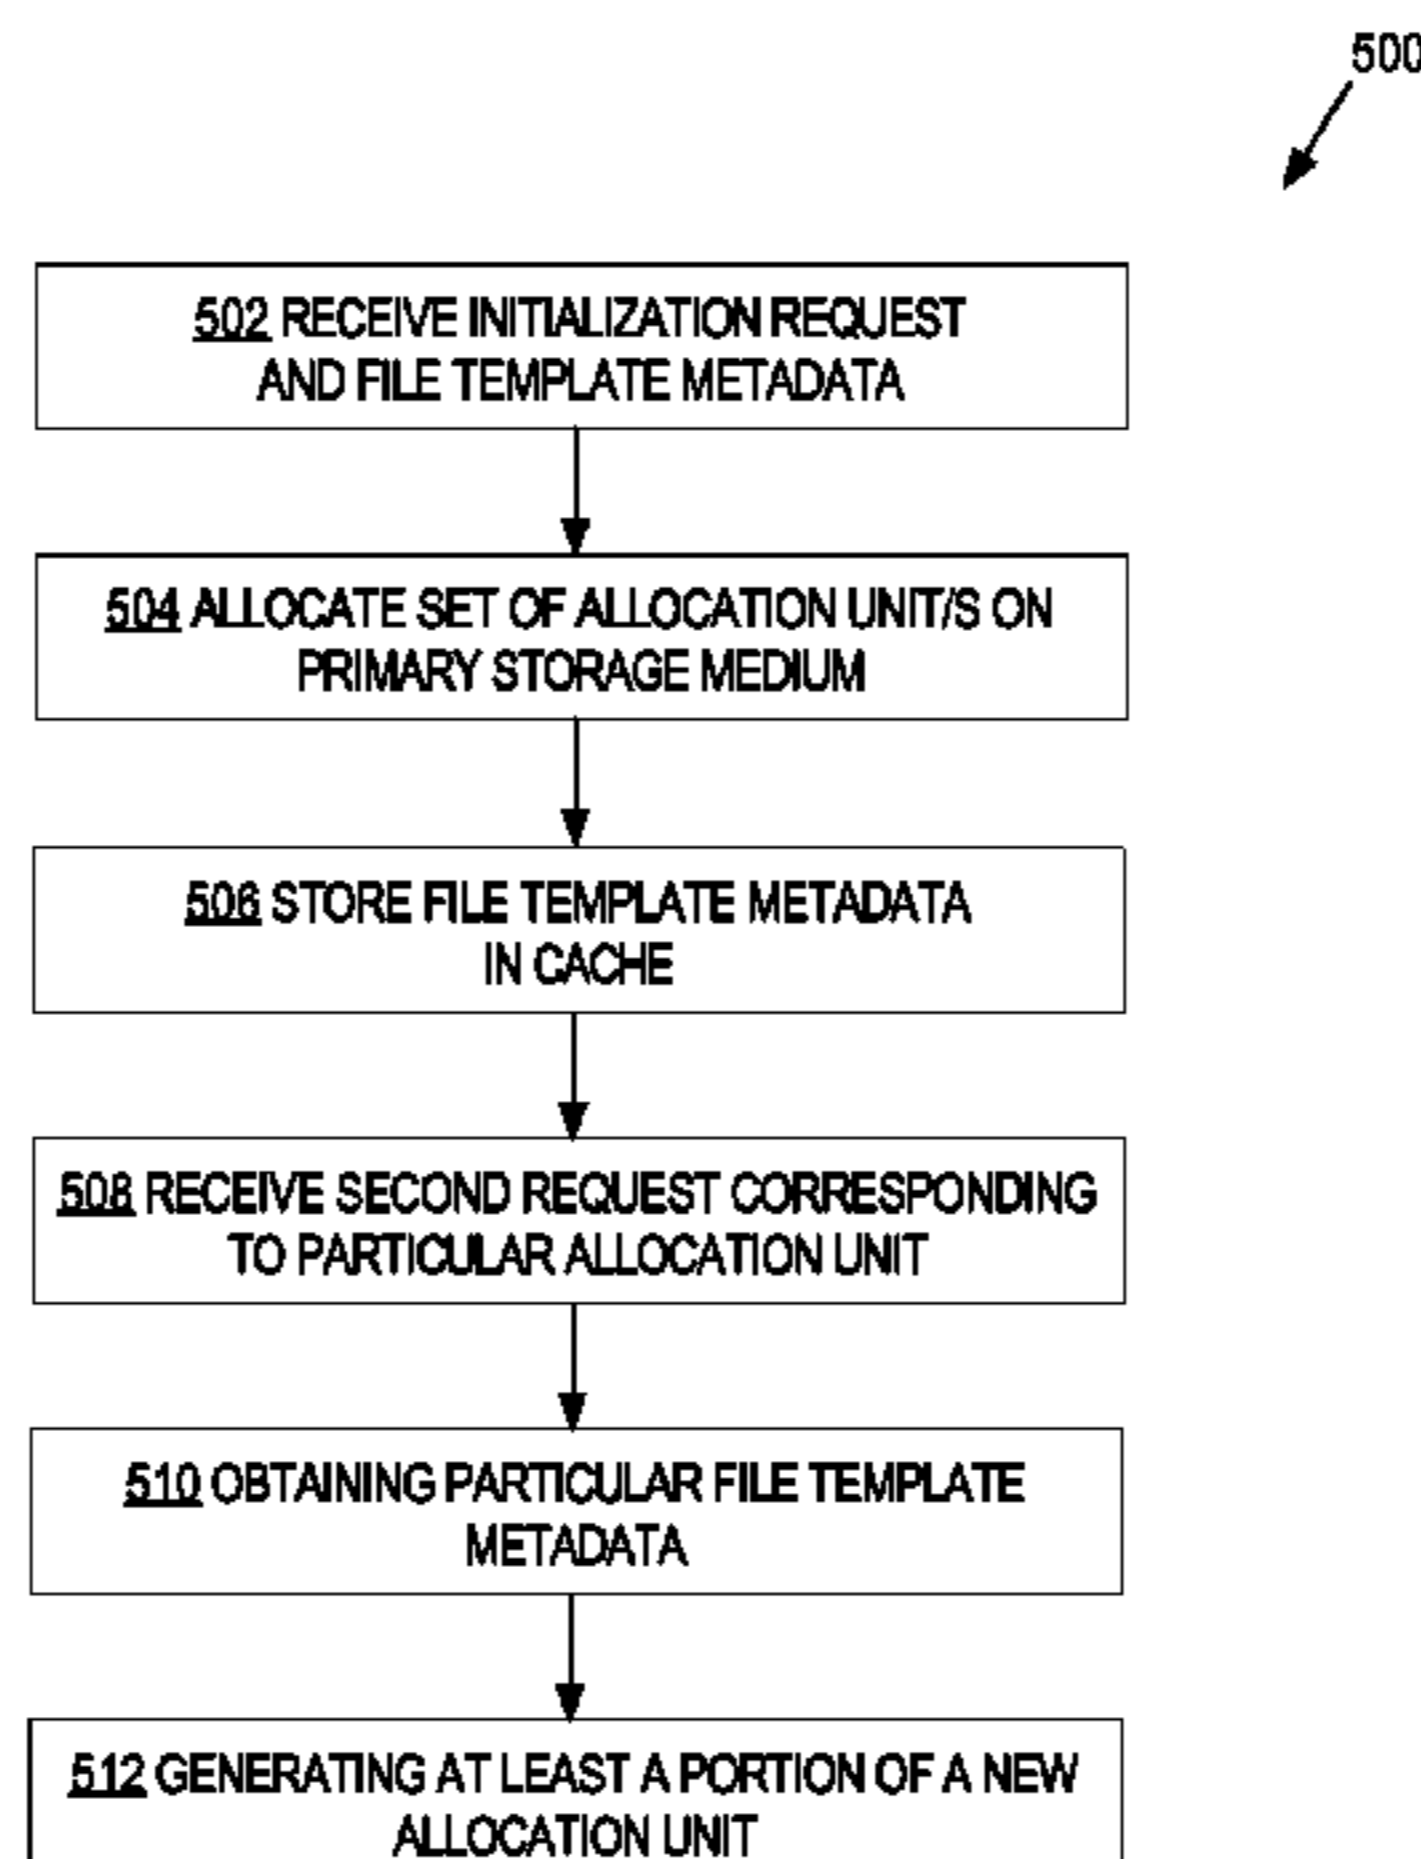 500
502 RECEIVE INITIALIZATION REQUEST
AND FILE TEMPLATE METADATA
504 ALLOCATE SET OF ALLOCATION UNIT/S ON
PRIMARY STORAGE MEDIUM
506 STORE FILE TEMPLATE METADATA
IN CACHE
508 RECEIVE SECOND REQUEST CORRESPONDING
TO PARTICULAR ALLOCATION UNIT
510 OBTAINING PARTICULAR FILE TEMPLATE
METADATA
512 GENERATING AT LEAST A PORTION OF A NEW
ALLOCATION UNIT